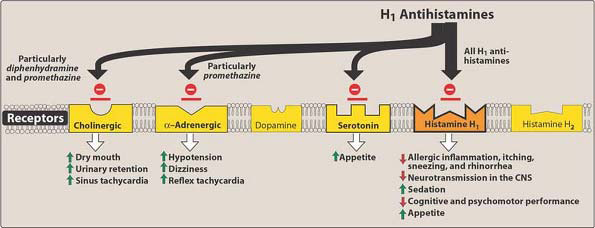 H1 Antihistamines
Particularly
diphenhydramine
and promethazine
Particularly
promethazine
All H1 anti-
histamines
Receptors
Cholinergic
α–Adrenergic
Dopamine
Serotonin
Histamine H1
Histamine H2
Dry mouth
Urinary retention
Sinus tachycardia
Hypotension
Dizziness
Reflex tachycardia
Appetite
Allergic inflammation, itching,
sneezing, and rhinorrhea
Neurotransmission in the CNS
Sedation
Cognitive and psychomotor performance
Appetite